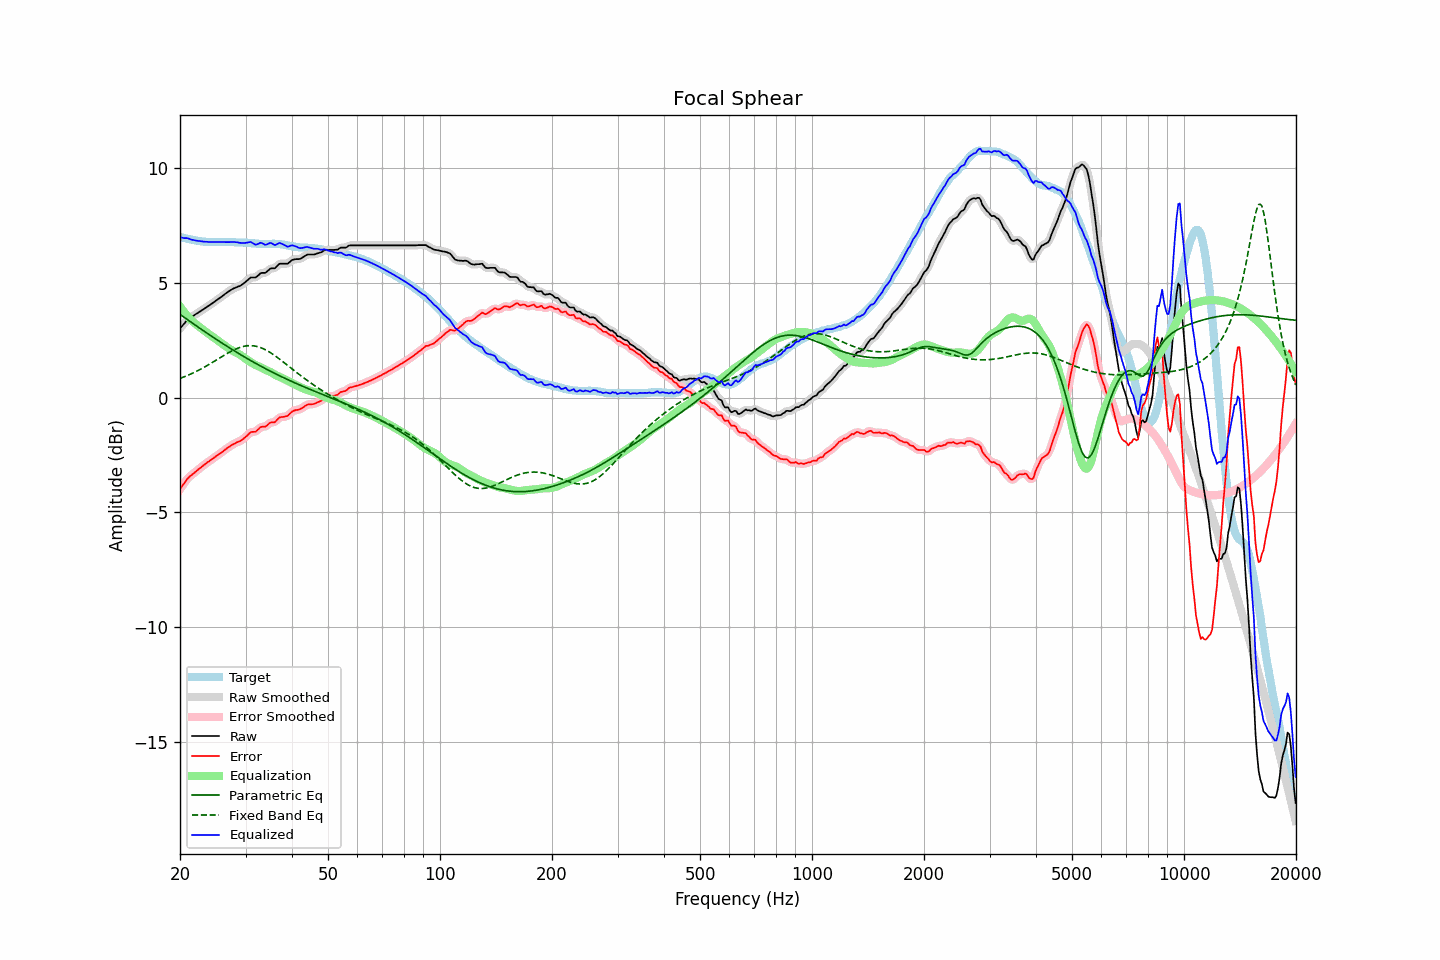 Focal Sphear
Amplitude (dBr)
10
5
0
−5
−10
−15
Target
Raw Smoothed
Error Smoothed
Raw
Error
Equalization
Parametric Eq
Fixed Band Eq
Equalized
20 50 100 200 500 1000 2000 5000 10000 20000
Frequency (Hz)